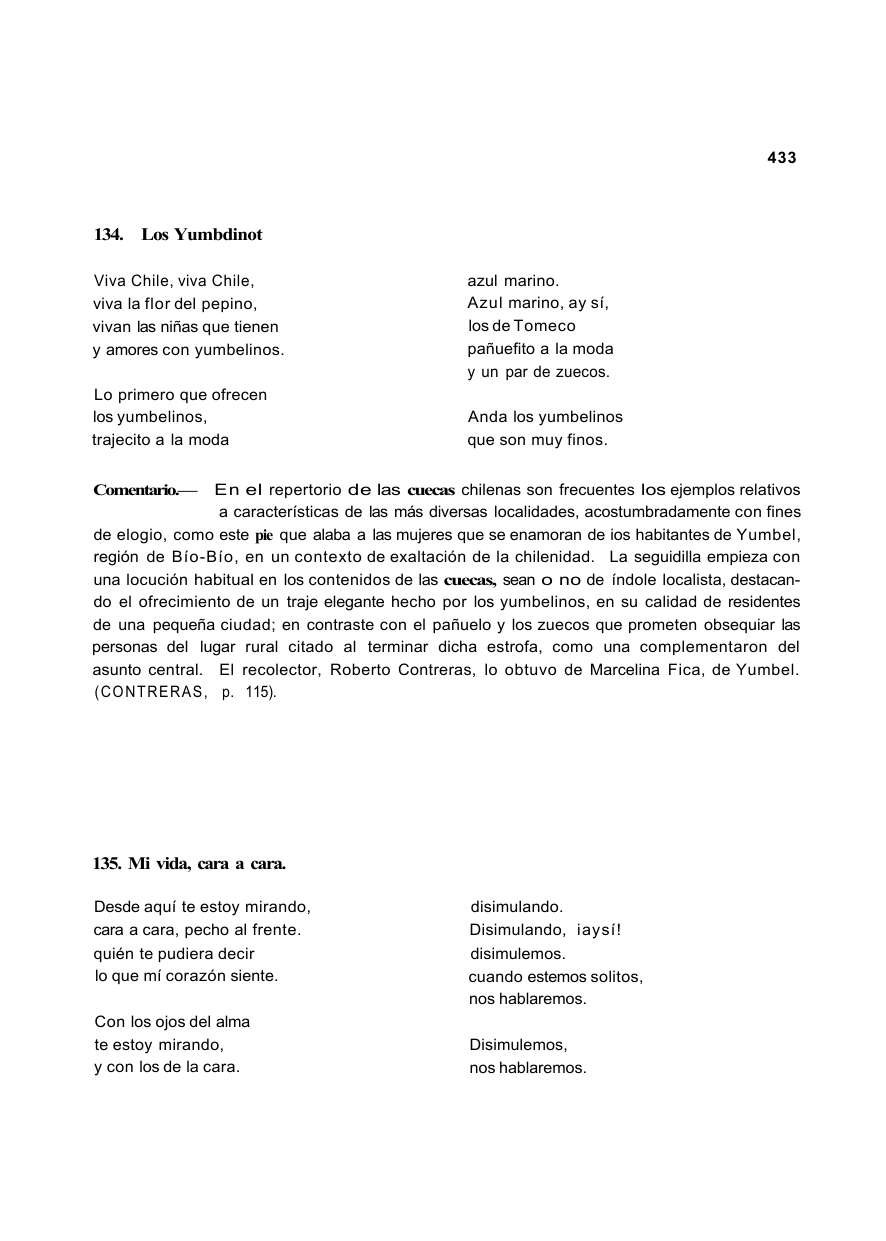 433
134. Los Yumbdinot
Viva Chile, viva Chile,
viva la flor del pepino,
vivan las niñas que tienen
y amores con yumbelinos.
Lo primero que ofrecen
los yumbelinos,
trajecito a la moda
azul marino.
Azul marino, ay sí,
los de Tomeco
pañuefito a la moda
y un par de zuecos.
Anda los yumbelinos
que son muy finos.
Comentario.— En el repertorio de las cuecas chilenas son frecuentes los ejemplos relativos
a características de las más diversas localidades, acostumbradamente con fines
de elogio, como este pie que alaba a las mujeres que se enamoran de ios habitantes de Yumbel,
región de Bío-Bío, en un contexto de exaltación de la chilenidad. La seguidilla empieza con
una locución habitual en los contenidos de las cuecas, sean o no de índole localista, destacan-
do el ofrecimiento de un traje elegante hecho por los yumbelinos, en su calidad de residentes
de una pequeña ciudad; en contraste con el pañuelo y los zuecos que prometen obsequiar las
personas del lugar rural citado al terminar dicha estrofa, como una complementaron del
asunto central. El recolector, Roberto Contreras, lo obtuvo de Marcelina Fica, de Yumbel.
(CONTRERAS, p. 115).
135. Mi vida, cara a cara.
Desde aquí te estoy mirando,
cara a cara, pecho al frente.
quién te pudiera decir
lo que mí corazón siente.
Con los ojos del alma
te estoy mirando,
y con los de la cara.
disimulando.
Disimulando, ¡aysí!
disimulemos.
cuando estemos solitos,
nos hablaremos.
Disimulemos,
nos hablaremos.